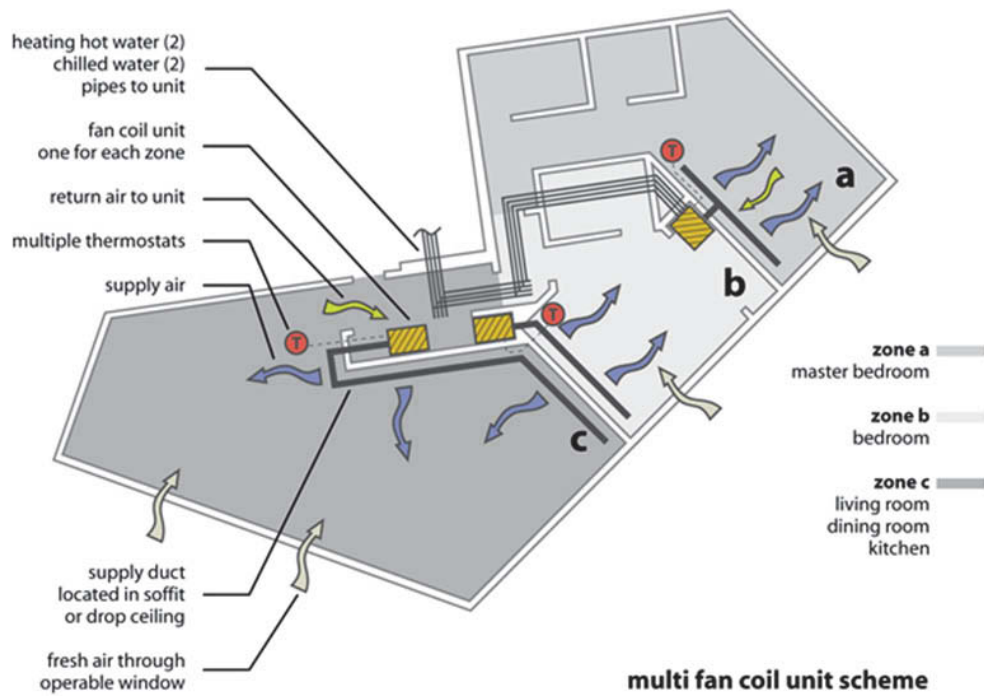 heating hot water (2)
chilled water (2)
pipes to unit
fan coil unit
one for each zone
return air to unit
multiple thermostats
supply air
supply duct
located in soffit
or drop ceiling
fresh air through
operable window
T
T
T
a
b
c
zone a
master bedroom
zone b
bedroom
zone c
living room
dining room
kitchen
multi fan coil unit scheme